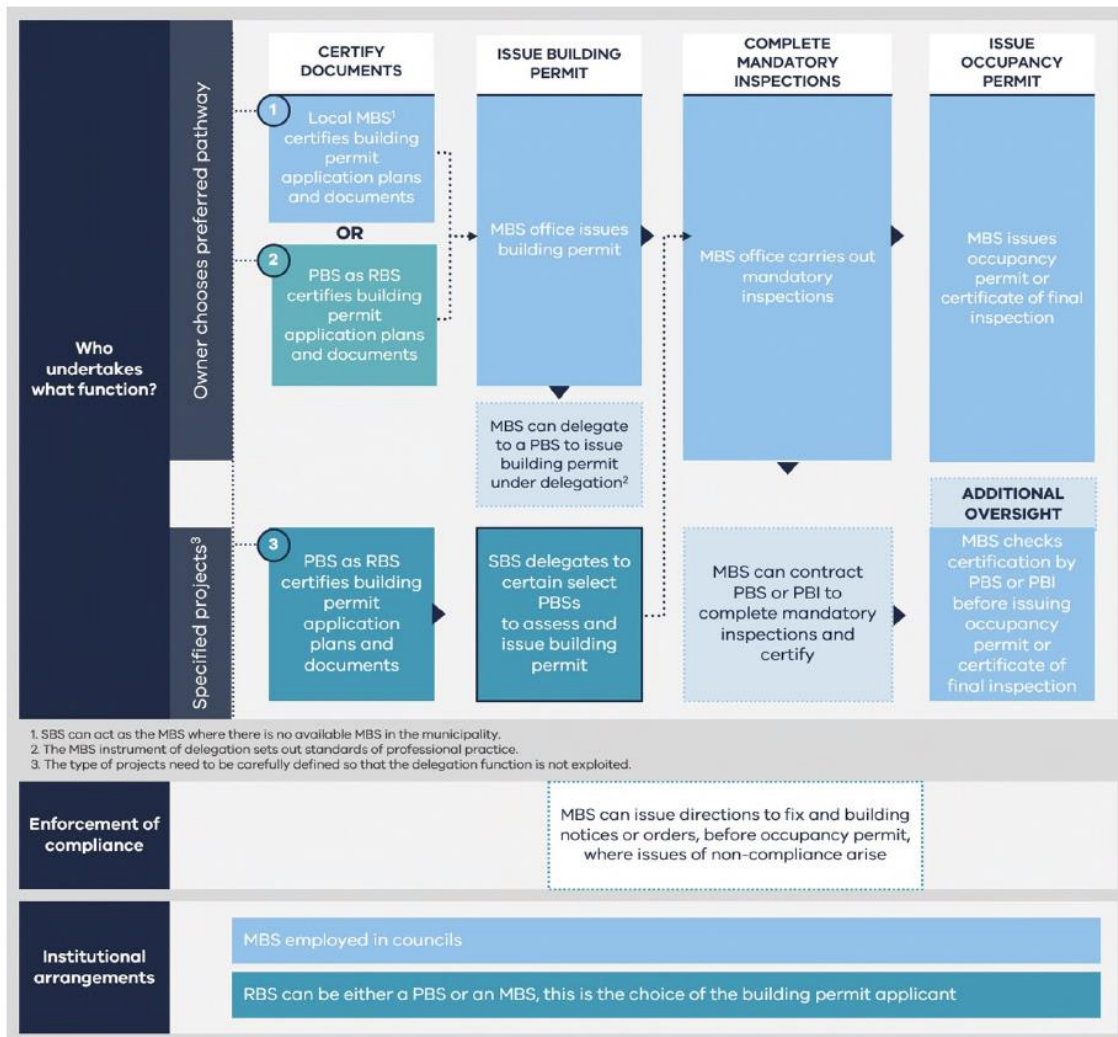 CERTIFY
DOCUMENTS
ISSUE BUILDING
PERMIT
COMPLETE
MANDATORY
INSPECTIONS
ISSUE
OCCUPANCY
PERMIT
Who
undertakes
what function?
Owner chooses preferred pathway
1
Local MBS¹
certifies building
permit
application plans
and documents
OR
2
PBS as RBS
certifies building
permit
application plans
and documents
MBS office issues
building permit
MBS can delegate
to a PBS to issue
building permit
under delegation²
MBS office carries out
mandatory
inspections
MBS issues
occupancy
permit or
certificate of final
inspection
Specified projects³
3
PBS as RBS
certifies building
permit
application
plans and
documents
SBS delegates to
certain select
PBSs
to assess and
issue building
permit
MBS can contract
PBS or PBI to
complete mandatory
inspections and
certify
ADDITIONAL
OVERSIGHT
MBS checks
certification by
PBS or PBI
before issuing
occupancy
permit or
certificate of
final inspection
1. SBS can act as the MBS where there is no available MBS in the municipality.
2. The MBS instrument of delegation sets out standards of professional practice.
3. The type of projects need to be carefully defined so that the delegation function is not exploited.
Enforcement of
compliance
MBS can issue directions to fix and building
notices or orders, before occupancy permit,
where issues of non-compliance arise
Institutional
arrangements
MBS employed in councils
RBS can be either a PBS or an MBS, this is the choice of the building permit applicant